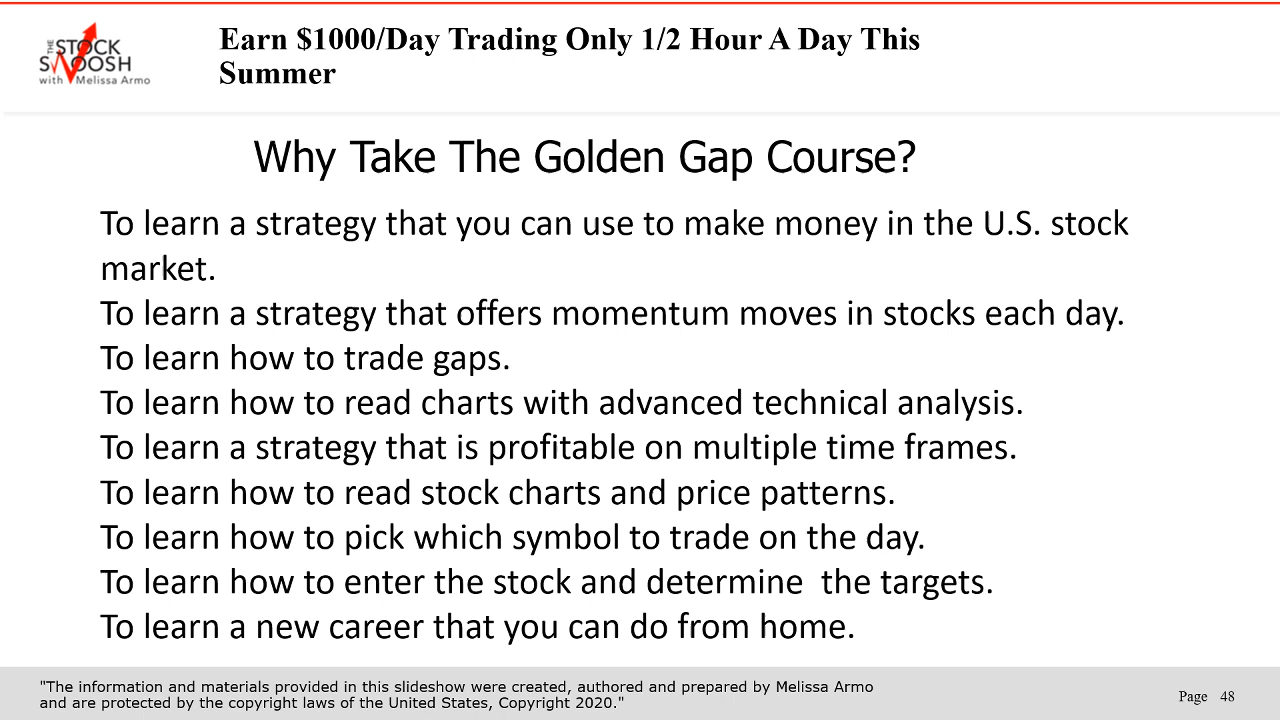 THE STOCK SWOOSH
with Melissa Armo
Earn $1000/Day Trading Only 1/2 Hour A Day This
Summer
Why Take The Golden Gap Course?
To learn a strategy that you can use to make money in the U.S. stock
market.
To learn a strategy that offers momentum moves in stocks each day.
To learn how to trade gaps.
To learn how to read charts with advanced technical analysis.
To learn a strategy that is profitable on multiple time frames.
To learn how to read stock charts and price patterns.
To learn how to pick which symbol to trade on the day.
To learn how to enter the stock and determine  the targets.
To learn a new career that you can do from home.
"The information and materials provided in this slideshow were created, authored and prepared by Melissa Armo
and are protected by the copyright laws of the United States, Copyright 2020."
Page 48